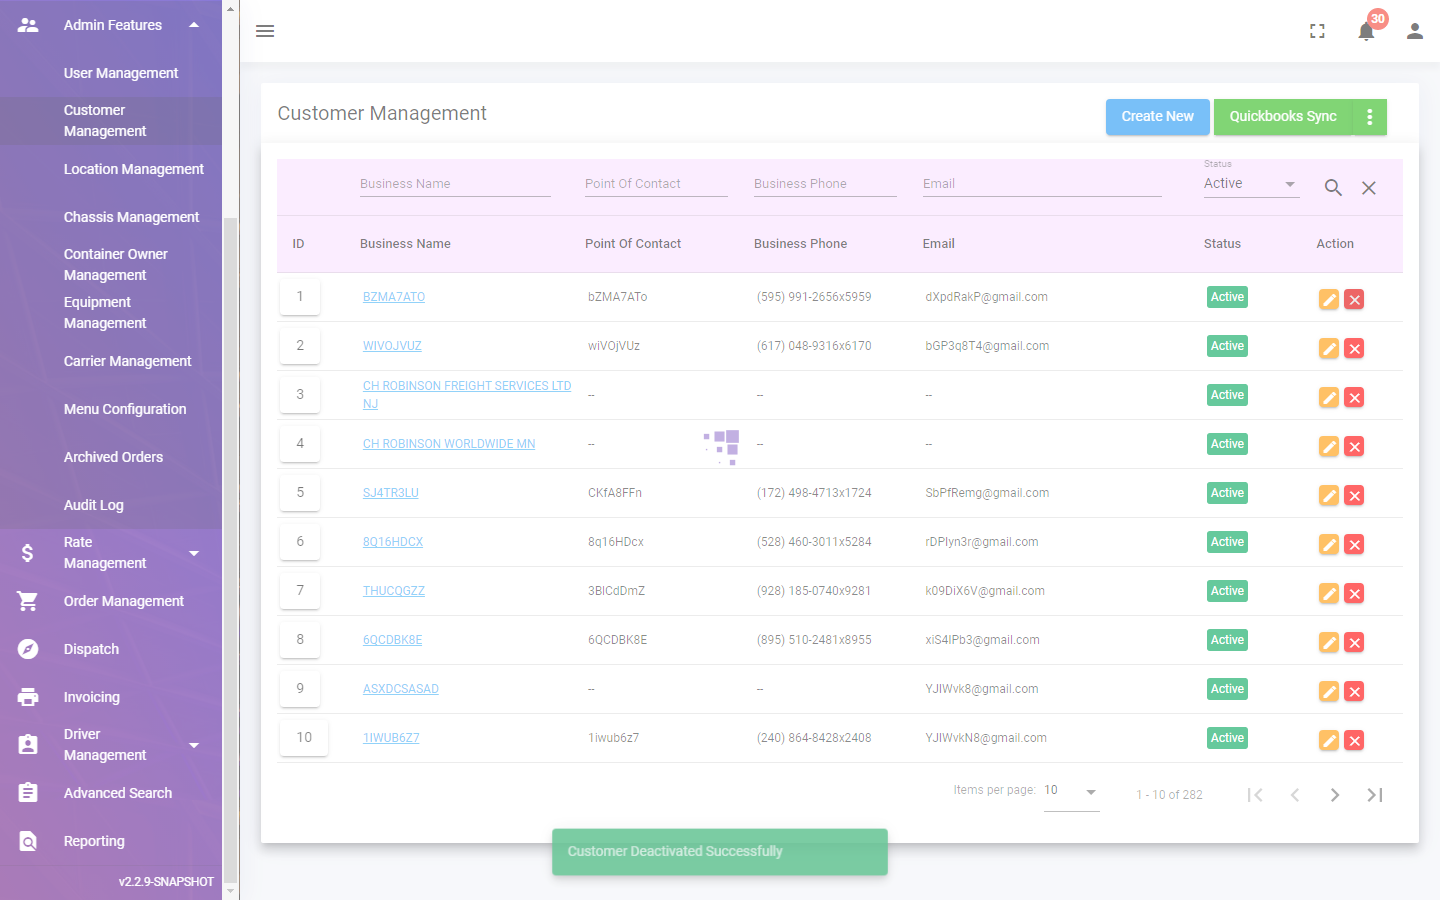 Admin Features
User Management
Customer
Management
Location Management
Chassis Management
Container Owner
Management
Equipment
Management
Carrier Management
Menu Configuration
Archived Orders
Audit Log
Rate
Management
Order Management
Dispatch
Invoicing
Driver
Management
Advanced Search
Reporting
v2.2.9-SNAPSHOT
30
Customer Management
Create New
Quickbooks Sync
Status
Business Name Point Of Contact Business Phone Email Active
ID Business Name Point Of Contact Business Phone Email Status Action
1 BZMA7ATO bZMA7ATo (595) 991-2656x5959 dXpdRakP@gmail.com Active
2 WIVOJVUZ wiVOjVUz (617) 048-9316x6170 bGP3q8T4@gmail.com Active
3 CH ROBINSON FREIGHT SERVICES LTD
NJ -- -- -- Active
4 CH ROBINSON WORLDWIDE MN -- -- -- Active
5 SJ4TR3LU CKfA8FFn (172) 498-4713x1724 SbPfRemg@gmail.com Active
6 8Q16HDCX 8q16HDcx (528) 460-3011x5284 rDPlyn3r@gmail.com Active
7 THUCQGZZ 3BlCdDmZ (928) 185-0740x9281 k09DiX6V@gmail.com Active
8 6QCDBK8E 6QCDBK8E (895) 510-2481x8955 xiS4lPb3@gmail.com Active
9 ASXDCSASAD -- -- YJIWvk8@gmail.com Active
10 1IWUB6Z7 1iwub6z7 (240) 864-8428x2408 YJIWvkN8@gmail.com Active
Items per page: 10 1 - 10 of 282
Customer Deactivated Successfully